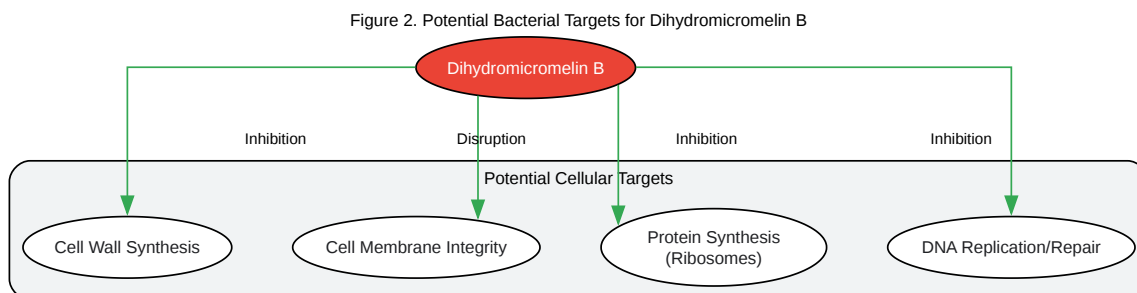 Figure 2. Potential Bacterial Targets for Dihydromicromelin B
Dihydromicromelin B
Inhibition
Disruption
Inhibition
Inhibition
Potential Cellular Targets
Cell Wall Synthesis
Cell Membrane Integrity
Protein Synthesis
(Ribosomes)
DNA Replication/Repair